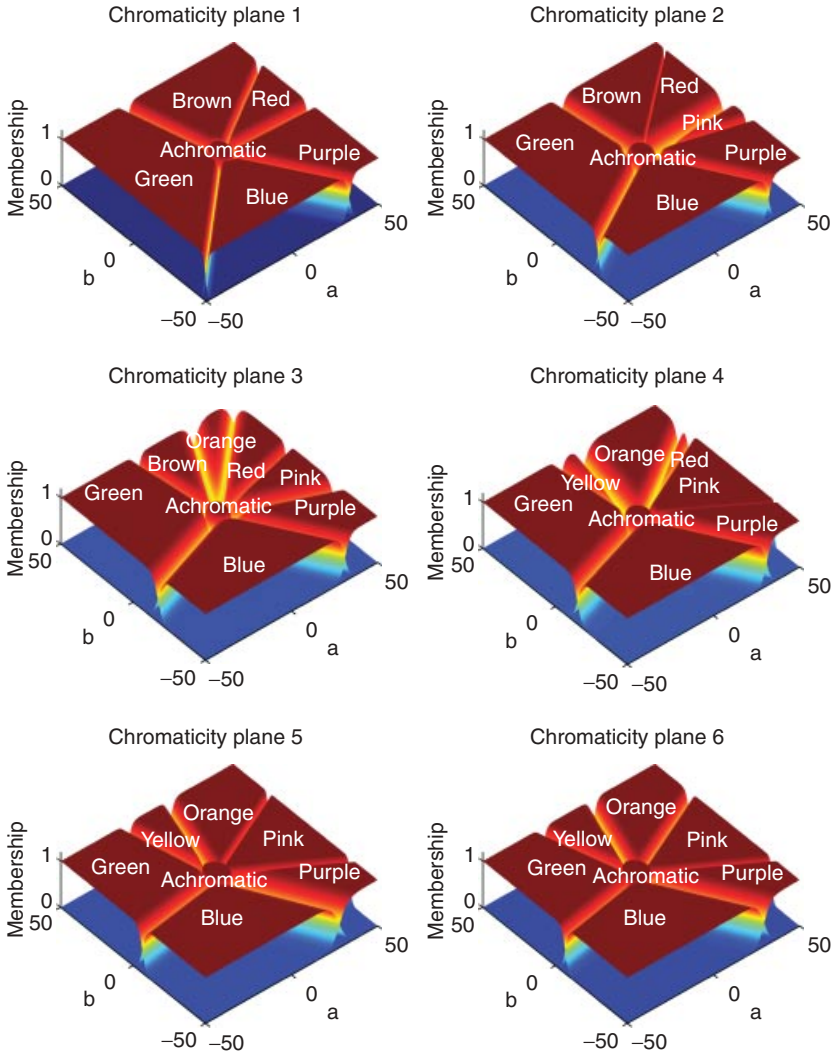 Chromaticity plane 1
Brown
Red
Achromatic
Purple
Green
Blue
Membership
1
0
50
0
b
−50
−50
0
a
50
Chromaticity plane 2
Brown
Red
Pink
Green
Achromatic
Purple
Blue
Membership
1
0
50
0
b
−50
−50
0
a
50
Chromaticity plane 3
Orange
Brown
Red
Pink
Green
Achromatic
Purple
Blue
Membership
1
0
50
0
b
−50
−50
0
a
50
Chromaticity plane 4
Orange
Red
Yellow
Pink
Green
Achromatic
Purple
Blue
Membership
1
0
50
0
b
−50
−50
0
a
50
Chromaticity plane 5
Orange
Yellow
Pink
Green
Achromatic
Purple
Blue
Membership
1
0
50
0
b
−50
−50
0
a
50
Chromaticity plane 6
Orange
Yellow
Pink
Green
Achromatic
Purple
Blue
Membership
1
0
50
0
b
−50
−50
0
a
50